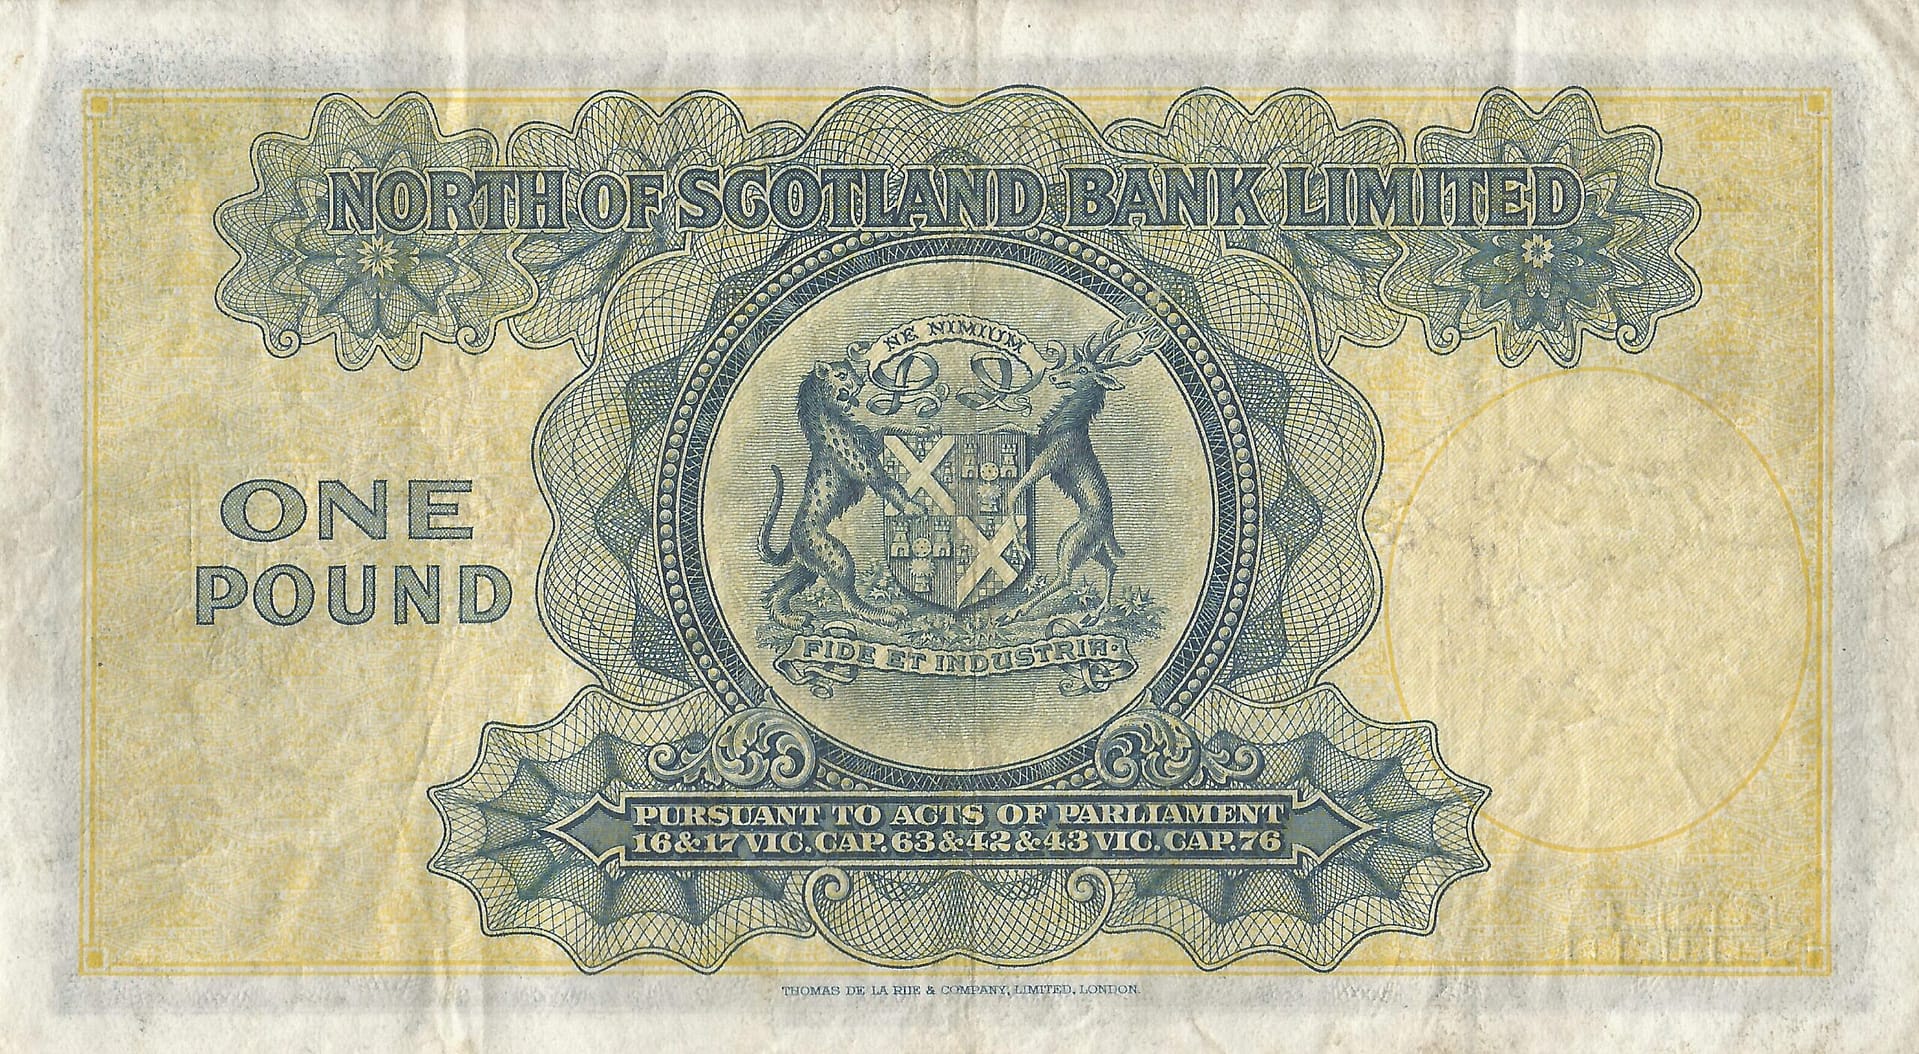 NORTH OF SCOTLAND BANK LIMITED
NE NIMIUM
ONE
POUND
FIDE ET INDUSTRIA.
PURSUANT TO ACTS OF PARLIAMENT
16 & 17 VIC. CAP. 63 & 42 & 43 VIC. CAP. 76
THOMAS DE LA RUE & COMPANY, LIMITED, LONDON.